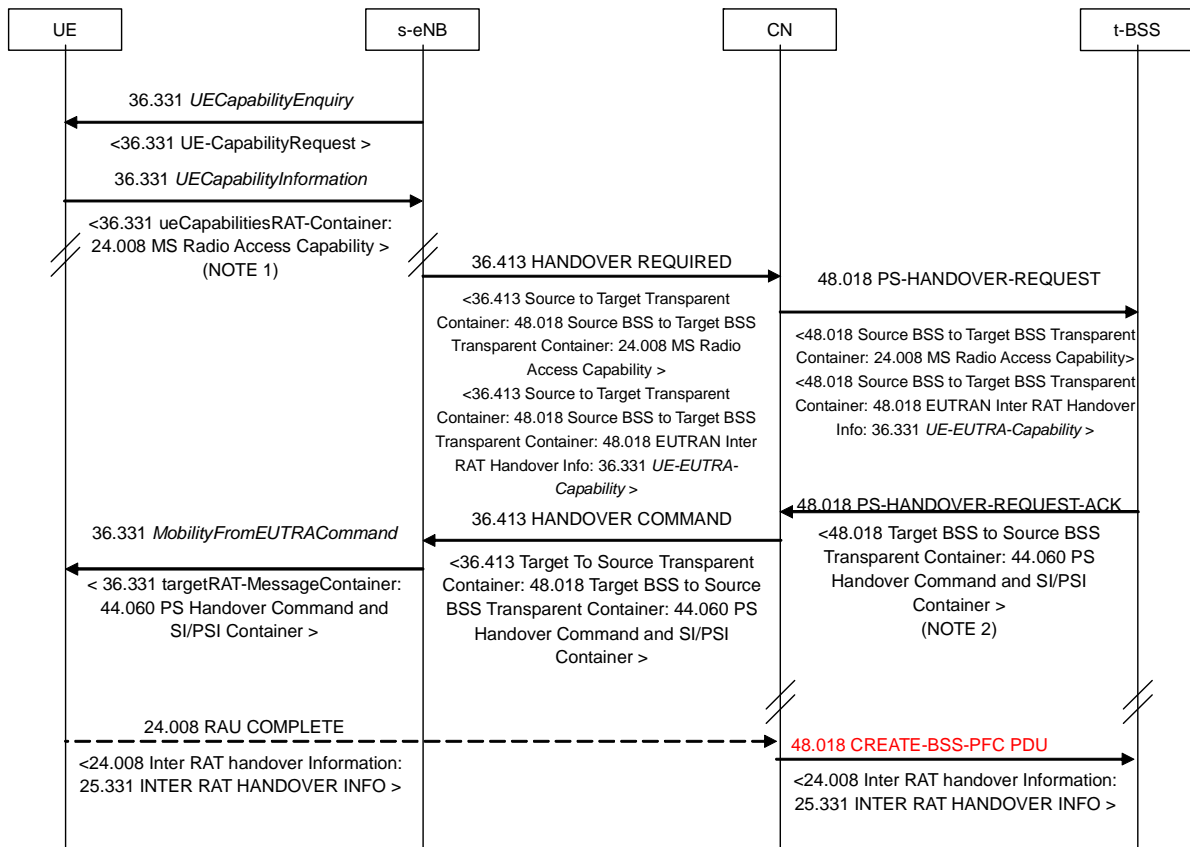 UE
s-eNB
CN
t-BSS
36.331 UECapabilityEnquiry
<36.331 UE-CapabilityRequest >
36.331 UECapabilityInformation
<36.331 ueCapabilitiesRAT-Container:
24.008 MS Radio Access Capability >
(NOTE 1)
36.413 HANDOVER REQUIRED
<36.413 Source to Target Transparent
Container: 48.018 Source BSS to Target BSS
Transparent Container: 24.008 MS Radio
Access Capability >
<36.413 Source to Target Transparent
Container: 48.018 Source BSS to Target BSS
Transparent Container: 48.018 EUTRAN Inter
RAT Handover Info: 36.331 UE-EUTRA-
Capability >
48.018 PS-HANDOVER-REQUEST
<48.018 Source BSS to Target BSS Transparent
Container: 24.008 MS Radio Access Capability>
<48.018 Source BSS to Target BSS Transparent
Container: 48.018 EUTRAN Inter RAT Handover
Info: 36.331 UE-EUTRA-Capability >
48.018 PS-HANDOVER-REQUEST-ACK
<48.018 Target BSS to Source BSS
Transparent Container: 44.060 PS
Handover Command and SI/PSI
Container >
(NOTE 2)
36.413 HANDOVER COMMAND
<36.413 Target To Source Transparent
Container: 48.018 Target BSS to Source
BSS Transparent Container: 44.060 PS
Handover Command and SI/PSI
Container >
36.331 MobilityFromEUTRACommand
< 36.331 targetRAT-MessageContainer:
44.060 PS Handover Command and
SI/PSI Container >
24.008 RAU COMPLETE
<24.008 Inter RAT handover Information:
25.331 INTER RAT HANDOVER INFO >
48.018 CREATE-BSS-PFC PDU
<24.008 Inter RAT handover Information:
25.331 INTER RAT HANDOVER INFO >